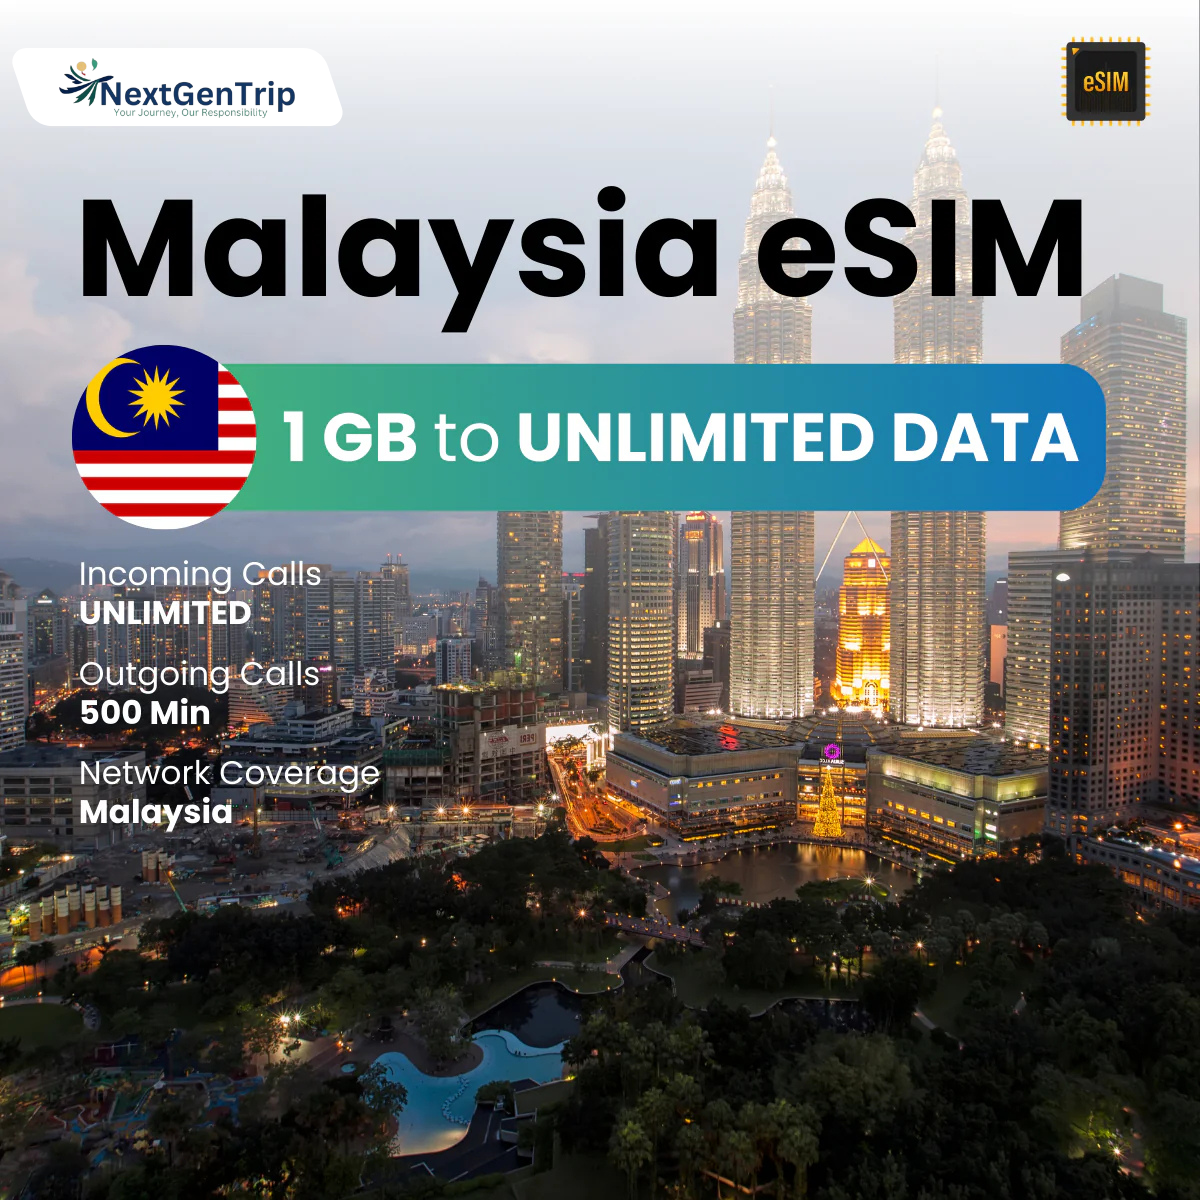 NextGenTrip
Your Journey, Our Responsibility
eSIM
Malaysia eSIM
1 GB to UNLIMITED DATA
Incoming Calls
UNLIMITED
Outgoing Calls
500 Min
Network Coverage
Malaysia